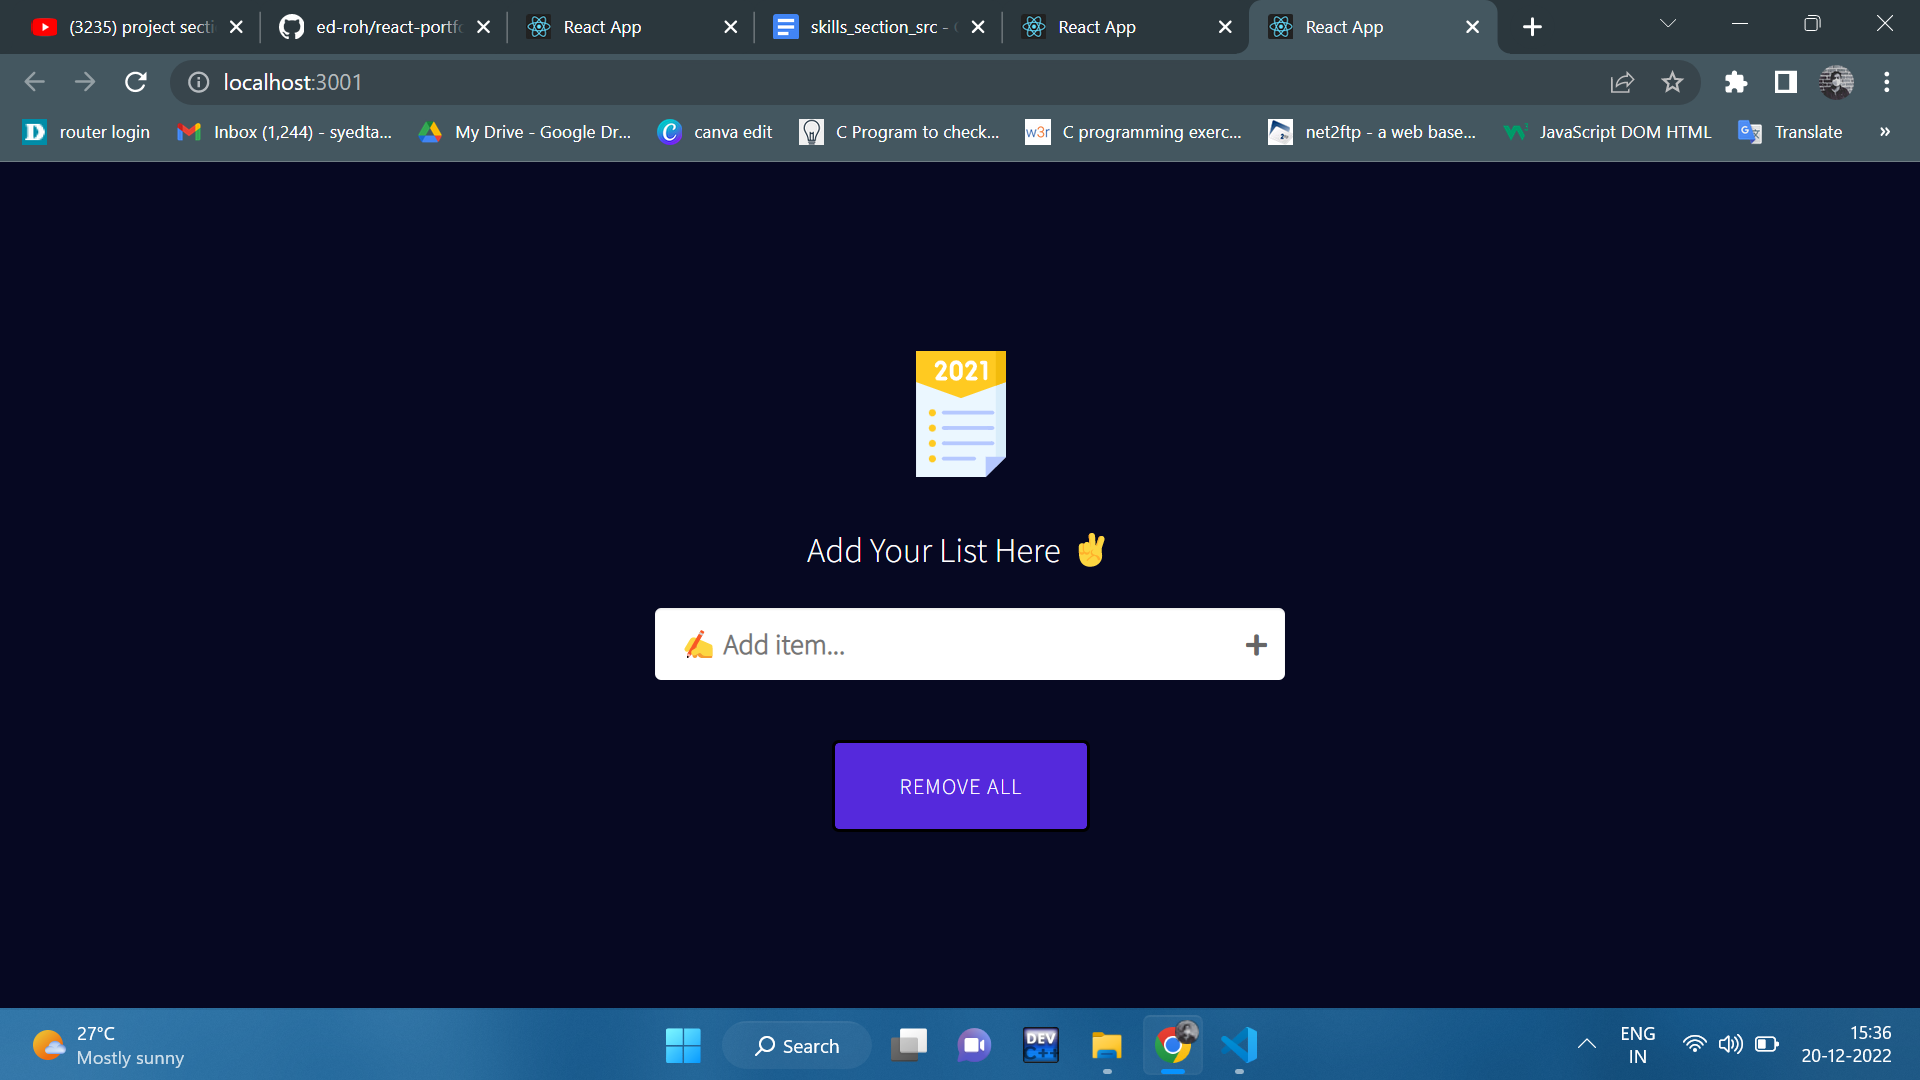 (3235) project secti
ed-roh/react-portfo
React App
skills_section_src -
React App
React App
localhost:3001
D router login
Inbox (1,244) - syedta...
My Drive - Google Dr...
C canva edit
C Program to check...
w3r C programming exerc...
net2ftp - a web base...
JavaScript DOM HTML
Translate
»
2021
Add Your List Here ✌
✍ Add item...
REMOVE ALL
27°C
Mostly sunny
Search
DEV
C++
ENG
IN
15:36
20-12-2022